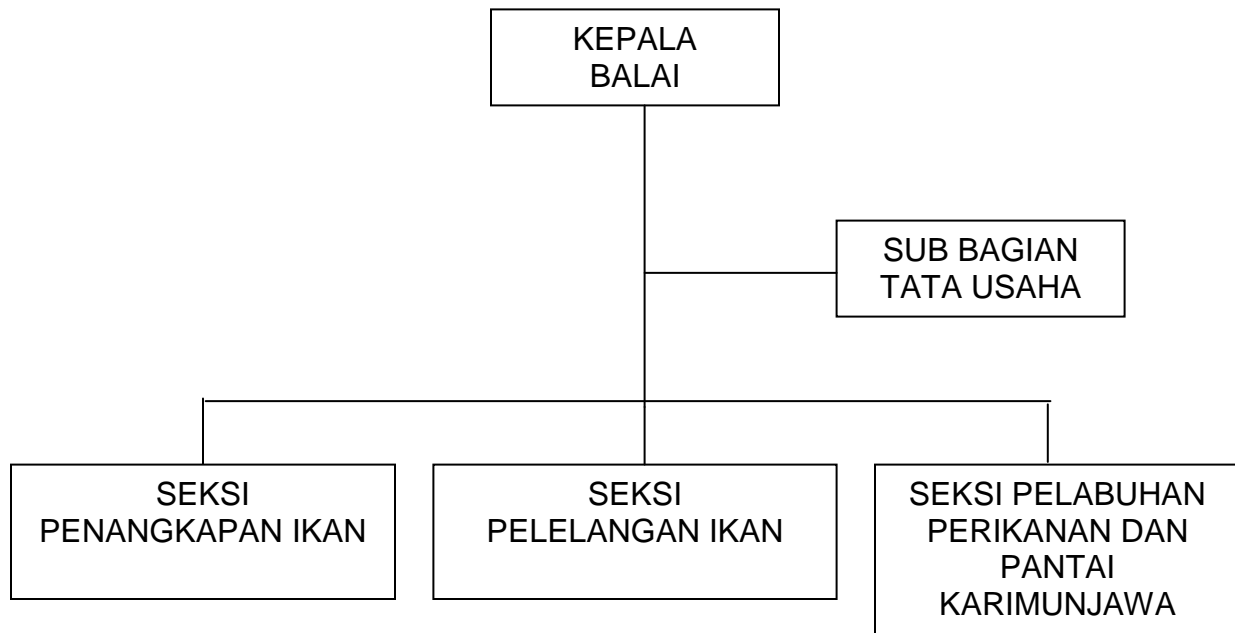 KEPALA
BALAI
SUB BAGIAN
TATA USAHA
SEKSI
PENANGKAPAN IKAN
SEKSI
PELELANGAN IKAN
SEKSI PELABUHAN
PERIKANAN DAN
PANTAI
KARIMUNJAWA